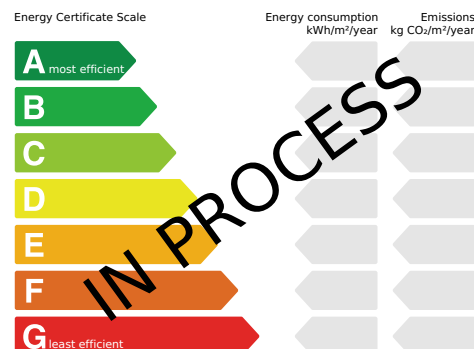 Energy Certificate Scale
Energy consumption
kWh/m²/year
Emissions
kg CO₂/m²/year
A most efficient
B
C
D
E
F
G least efficient
IN PROCESS